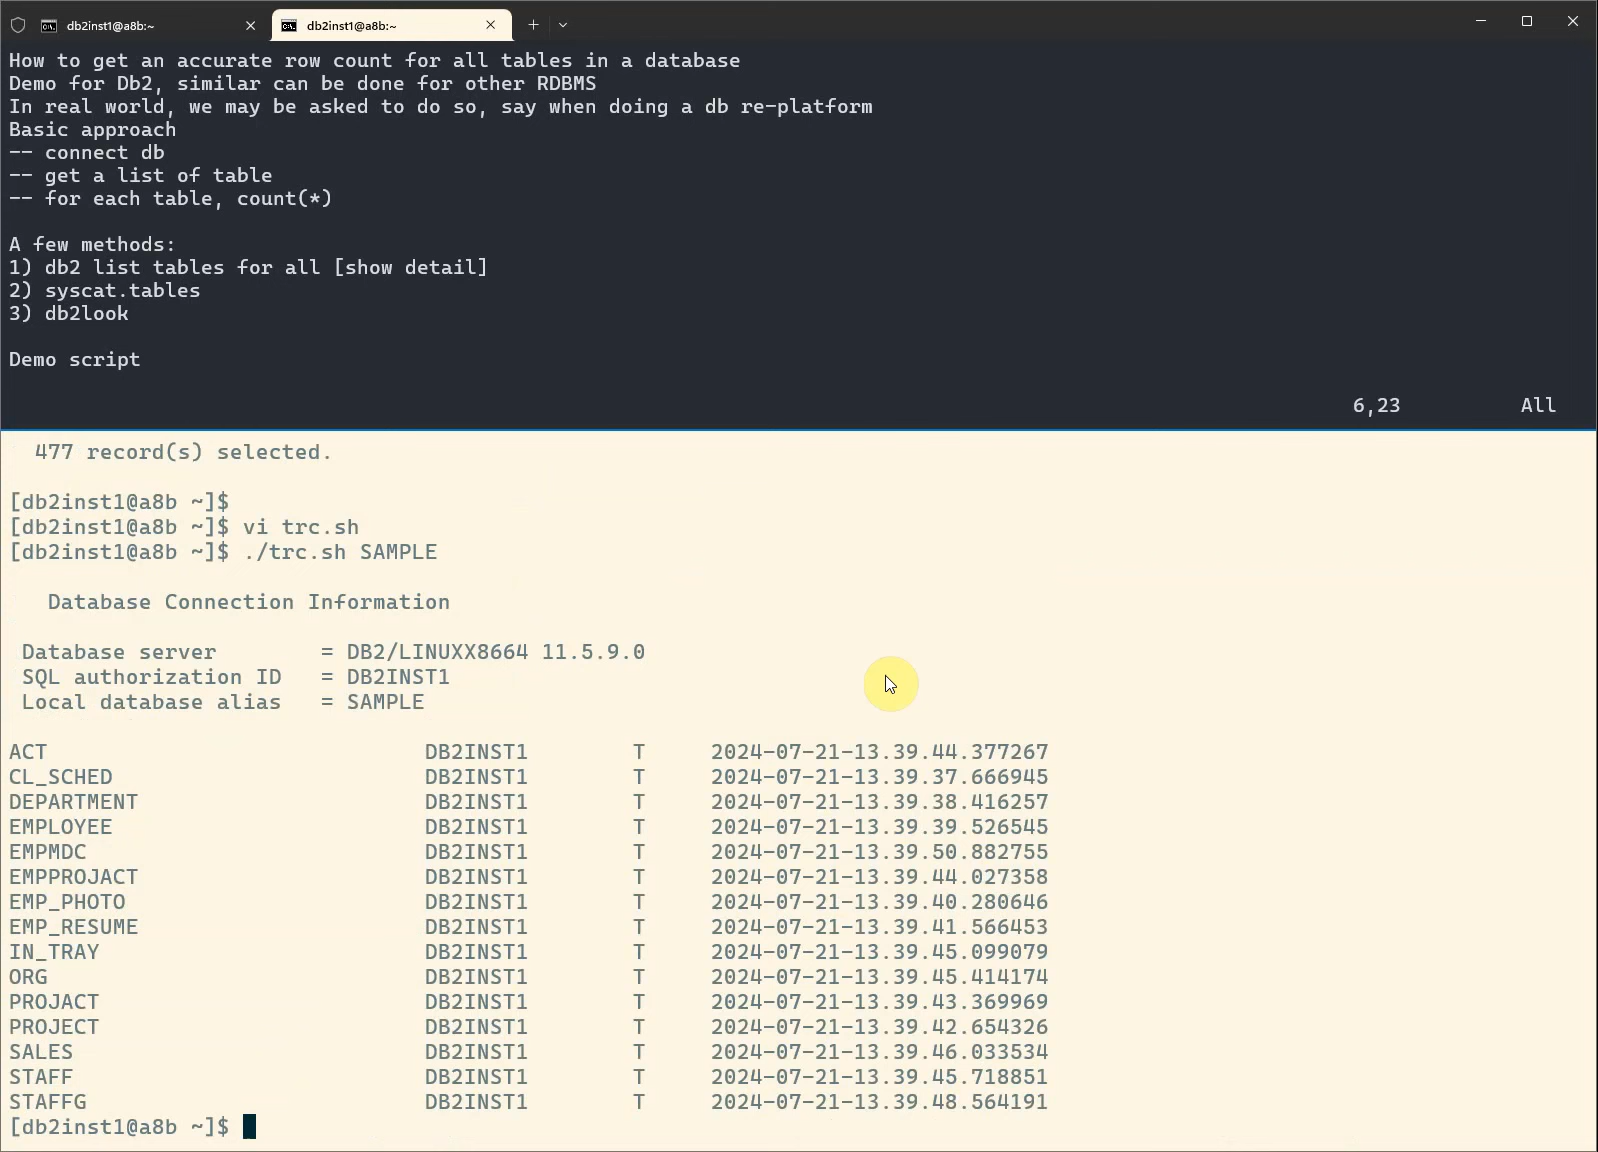 db2inst1@a8b:~
db2inst1@a8b:~
How to get an accurate row count for all tables in a database
Demo for Db2, similar can be done for other RDBMS
In real world, we may be asked to do so, say when doing a db re-platform
Basic approach
-- connect db
-- get a list of table
-- for each table, count(*)
A few methods:
1) db2 list tables for all [show detail]
2) syscat.tables
3) db2look
Demo script
6,23 All
477 record(s) selected.
[db2inst1@a8b ~]$
[db2inst1@a8b ~]$ vi trc.sh
[db2inst1@a8b ~]$ ./trc.sh SAMPLE
Database Connection Information
Database server = DB2/LINUXX8664 11.5.9.0
SQL authorization ID = DB2INST1
Local database alias = SAMPLE
ACT DB2INST1 T 2024-07-21-13.39.44.377267
CL_SCHED DB2INST1 T 2024-07-21-13.39.37.666945
DEPARTMENT DB2INST1 T 2024-07-21-13.39.38.416257
EMPLOYEE DB2INST1 T 2024-07-21-13.39.39.526545
EMPMDC DB2INST1 T 2024-07-21-13.39.50.882755
EMPPROJACT DB2INST1 T 2024-07-21-13.39.44.027358
EMP_PHOTO DB2INST1 T 2024-07-21-13.39.40.280646
EMP_RESUME DB2INST1 T 2024-07-21-13.39.41.566453
IN_TRAY DB2INST1 T 2024-07-21-13.39.45.099079
ORG DB2INST1 T 2024-07-21-13.39.45.414174
PROJACT DB2INST1 T 2024-07-21-13.39.43.369969
PROJECT DB2INST1 T 2024-07-21-13.39.42.654326
SALES DB2INST1 T 2024-07-21-13.39.46.033534
STAFF DB2INST1 T 2024-07-21-13.39.45.718851
STAFFG DB2INST1 T 2024-07-21-13.39.48.564191
[db2inst1@a8b ~]$